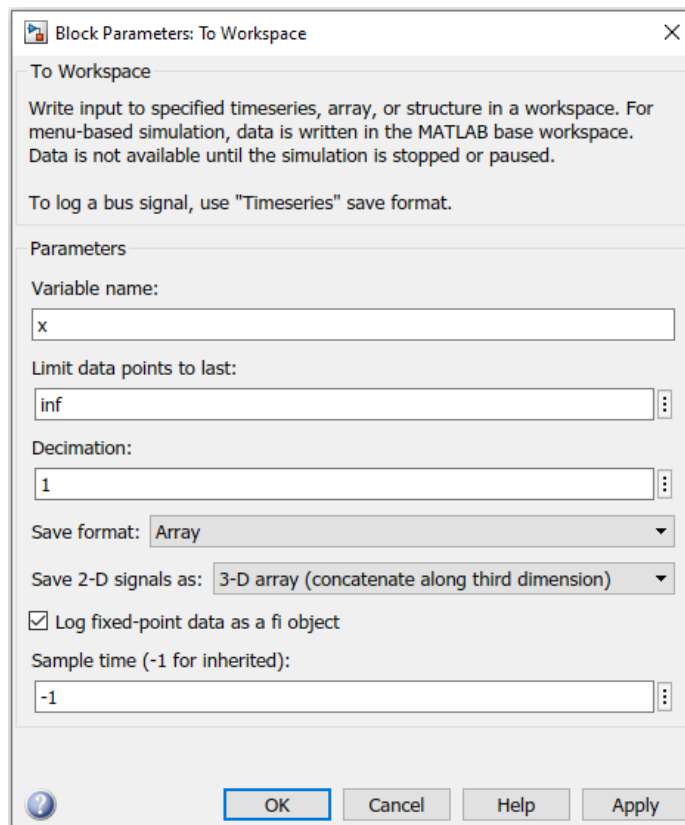 Block Parameters: To Workspace
To Workspace
Write input to specified timeseries, array, or structure in a workspace. For
menu-based simulation, data is written in the MATLAB base workspace.
Data is not available until the simulation is stopped or paused.
To log a bus signal, use "Timeseries" save format.
Parameters
Variable name:
x
Limit data points to last:
inf
Decimation:
1
Save format: Array
Save 2-D signals as: 3-D array (concatenate along third dimension)
Log fixed-point data as a fi object
Sample time (-1 for inherited):
-1
OK Cancel Help Apply